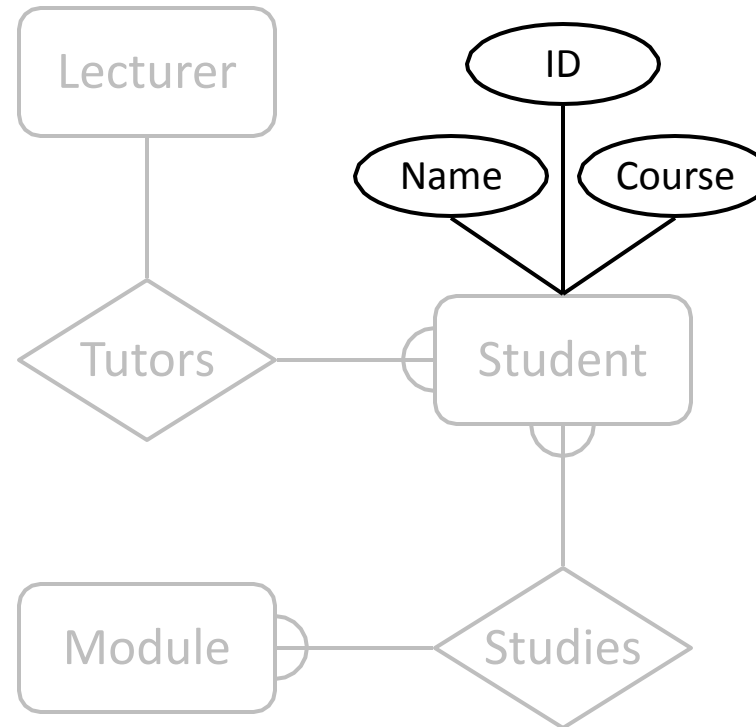 Lecturer
ID
Name
Course
Tutors
Student
Module
Studies